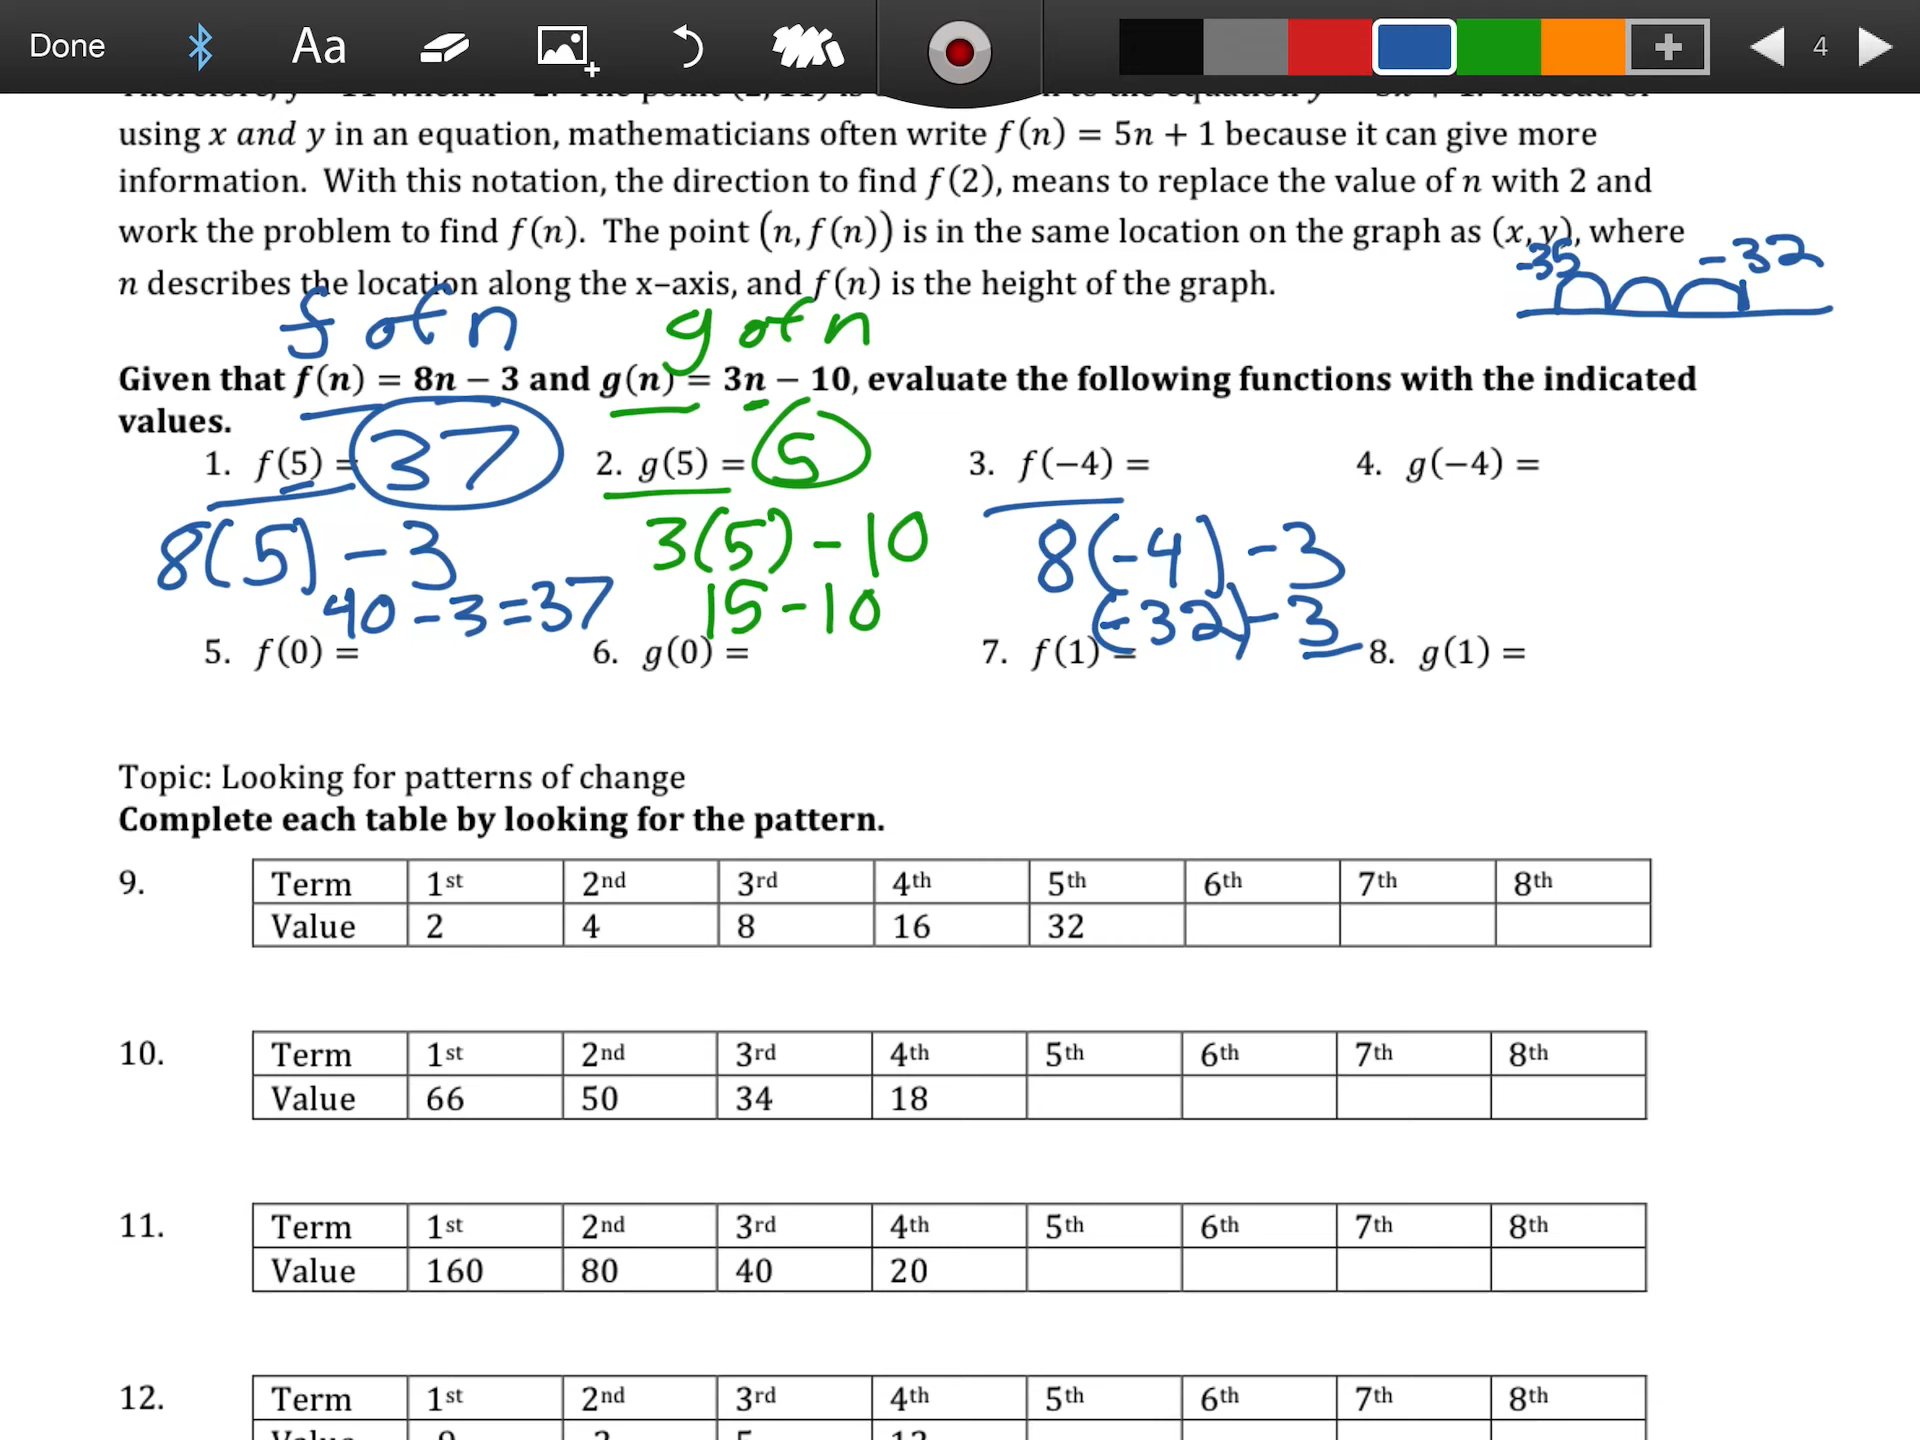 Done Aa 4
using x and y in an equation, mathematicians often write f(n) = 5n + 1 because it can give more
information. With this notation, the direction to find f(2), means to replace the value of n with 2 and
work the problem to find f(n). The point (n, f(n)) is in the same location on the graph as (x, y), where
-35 -32
n describes the location along the x–axis, and f(n) is the height of the graph.
f of n g of n
Given that f(n) = 8n − 3 and g(n) = 3n − 10, evaluate the following functions with the indicated
values.
1. f(5) = 37 2. g(5) = 5 3. f(−4) = 4. g(−4) =
8(5) - 3 3(5) - 10 8(-4) - 3
40 - 3 = 37 15 - 10 (-32) - 3
5. f(0) = 6. g(0) = 7. f(1) = 8. g(1) =
Topic: Looking for patterns of change
Complete each table by looking for the pattern.
9. Term 1st 2nd 3rd 4th 5th 6th 7th 8th
Value 2 4 8 16 32
10. Term 1st 2nd 3rd 4th 5th 6th 7th 8th
Value 66 50 34 18
11. Term 1st 2nd 3rd 4th 5th 6th 7th 8th
Value 160 80 40 20
12. Term 1st 2nd 3rd 4th 5th 6th 7th 8th